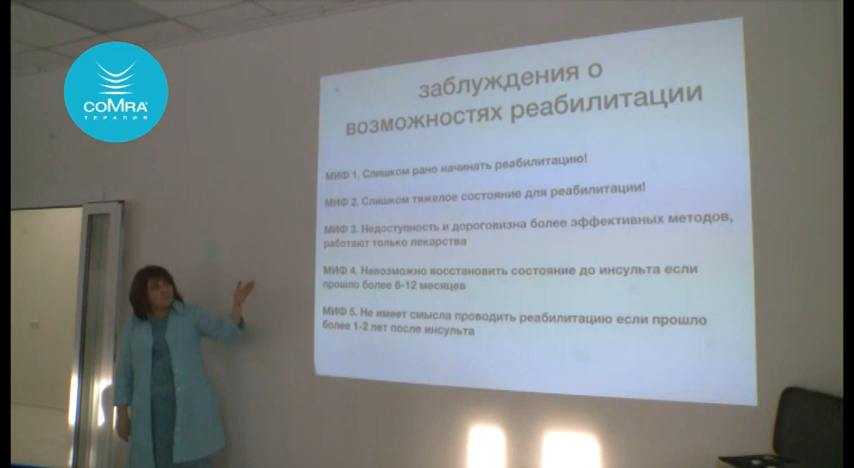 coMra
ТЕРАПИЯ
заблуждения о
возможностях реабилитации
МИФ 1. Слишком рано начинать реабилитацию!
МИФ 2. Слишком тяжелое состояние для реабилитации!
МИФ 3. Недоступность и дороговизна более эффективных методов,
работают только лекарства
МИФ 4. Невозможно восстановить состояние до инсульта если
прошло более 6-12 месяцев
МИФ 5. Не имеет смысла проводить реабилитацию если прошло
более 1-2 лет после инсульта